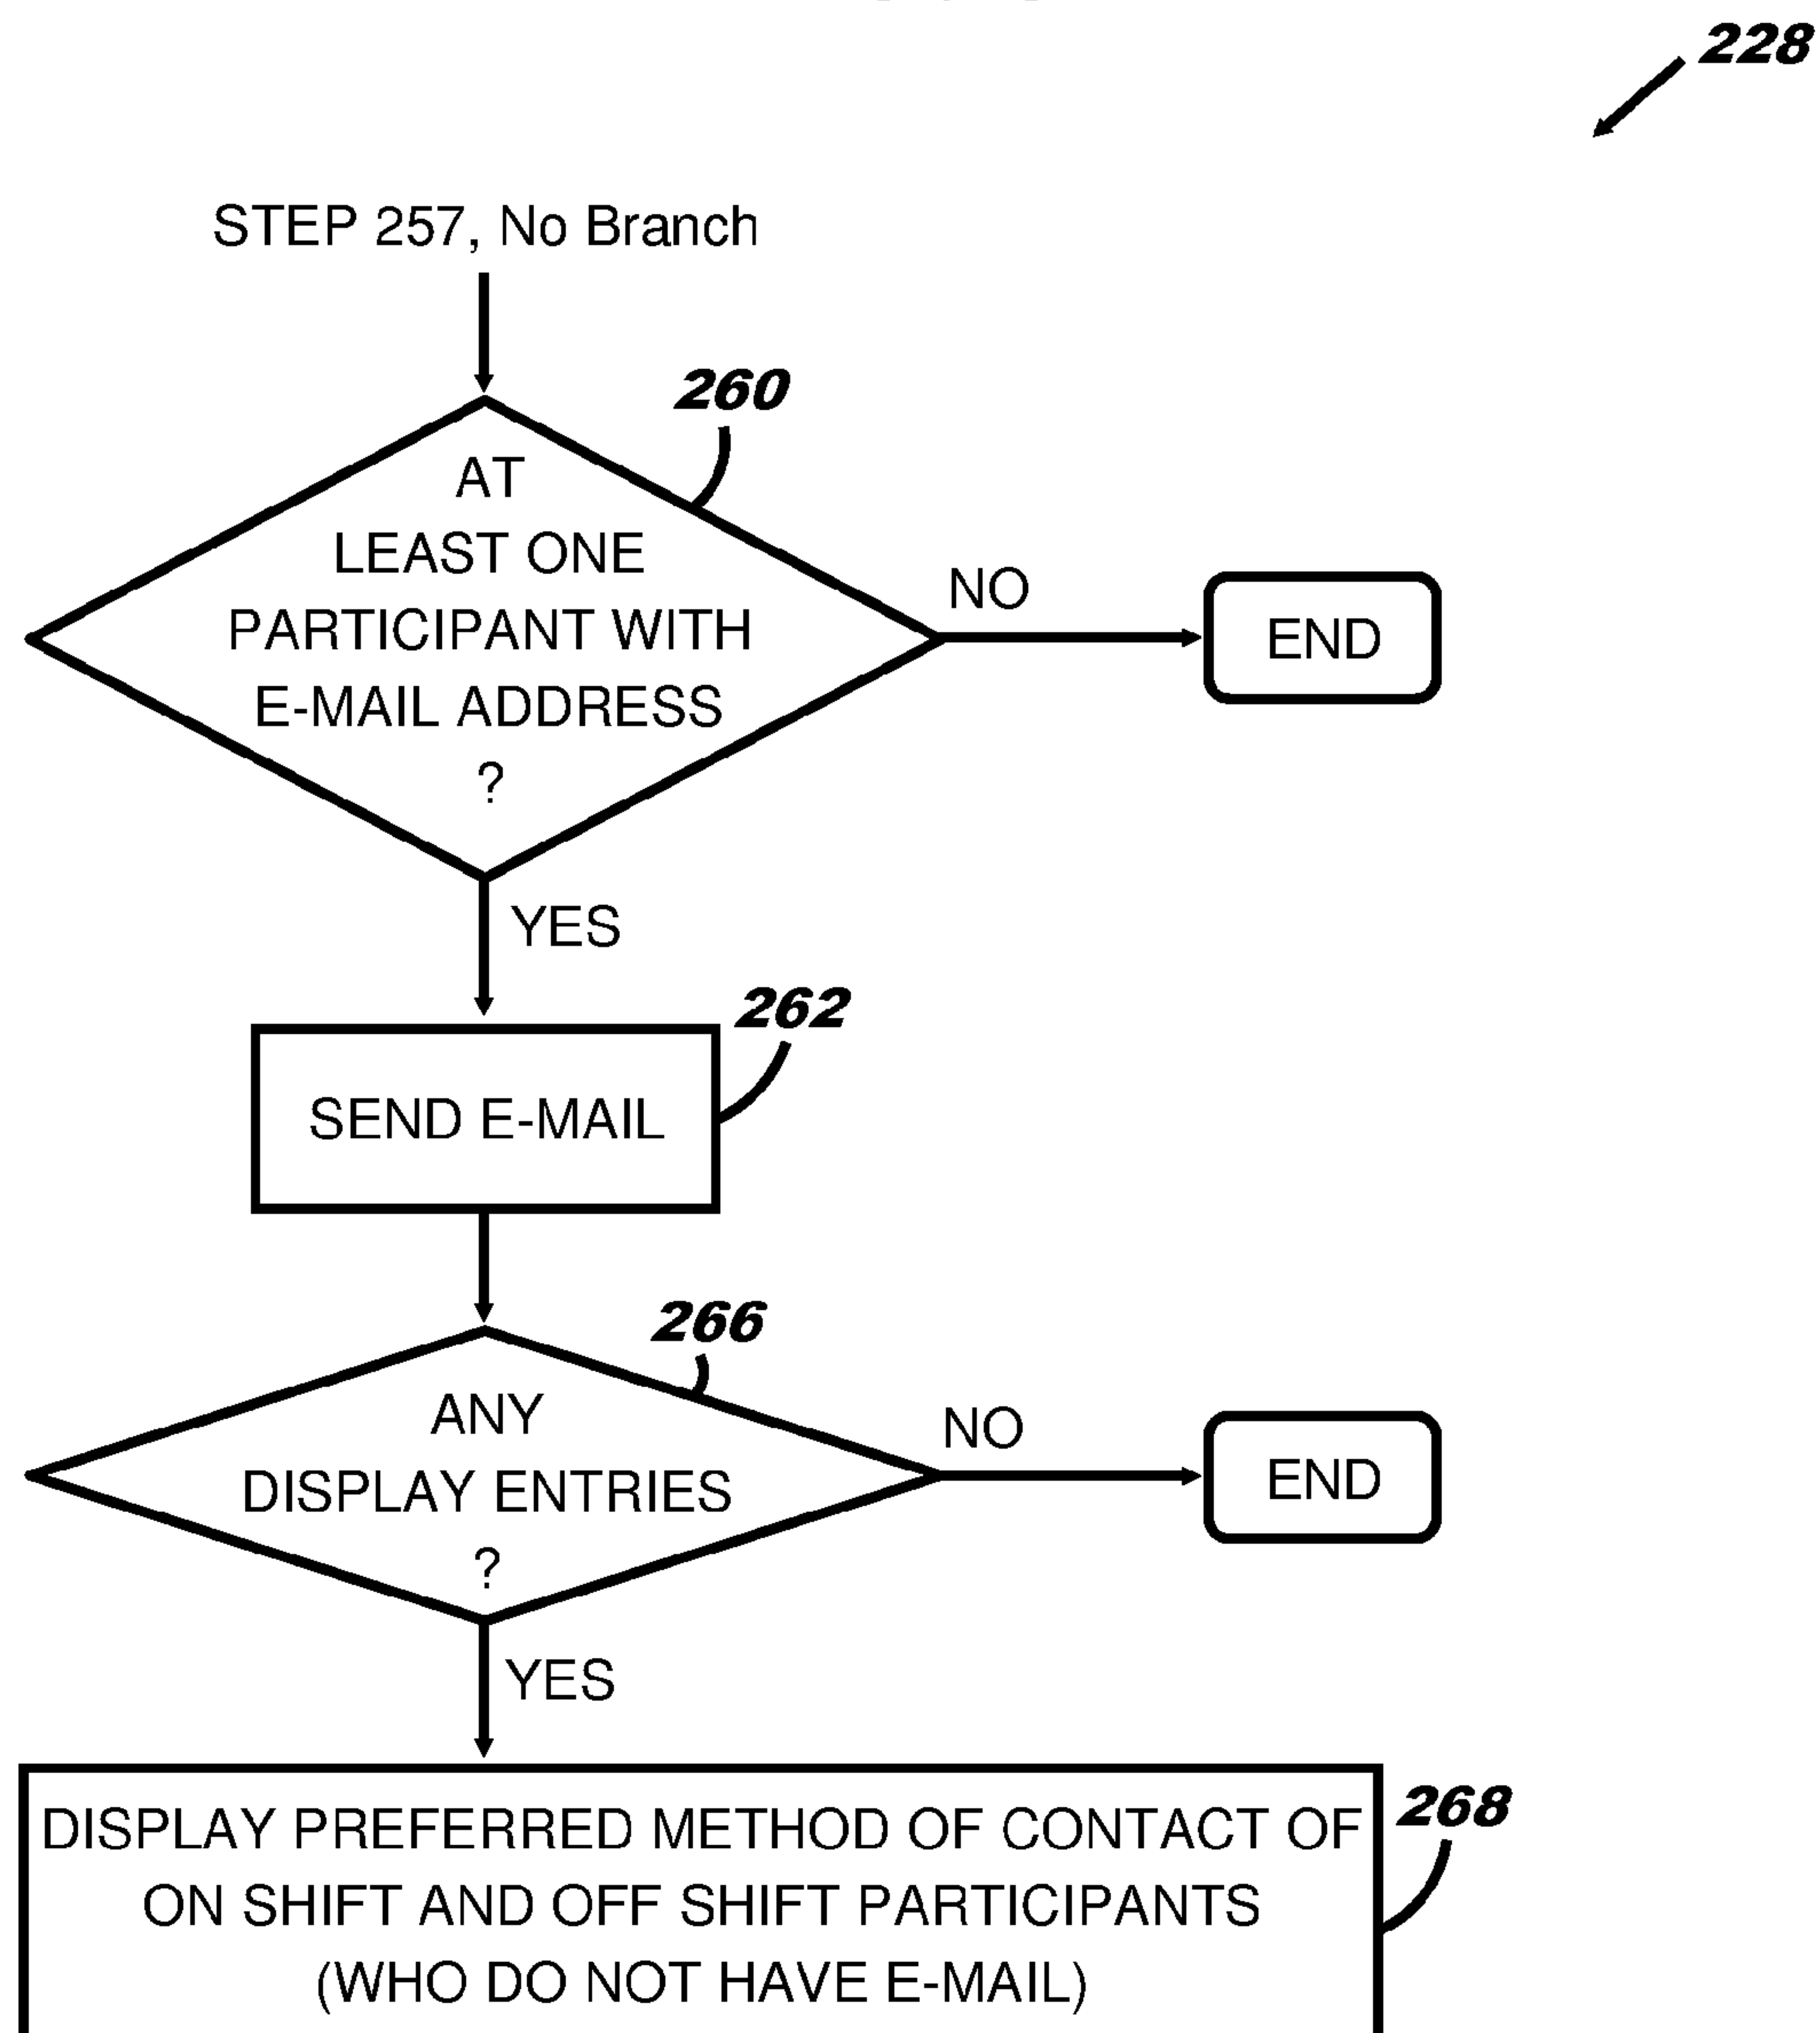 228
STEP 257, No Branch
260
AT
LEAST ONE
PARTICIPANT WITH
E-MAIL ADDRESS
?
NO
END
YES
262
SEND E-MAIL
266
ANY
DISPLAY ENTRIES
?
NO
END
YES
268
DISPLAY PREFERRED METHOD OF CONTACT OF
ON SHIFT AND OFF SHIFT PARTICIPANTS
(WHO DO NOT HAVE E-MAIL)